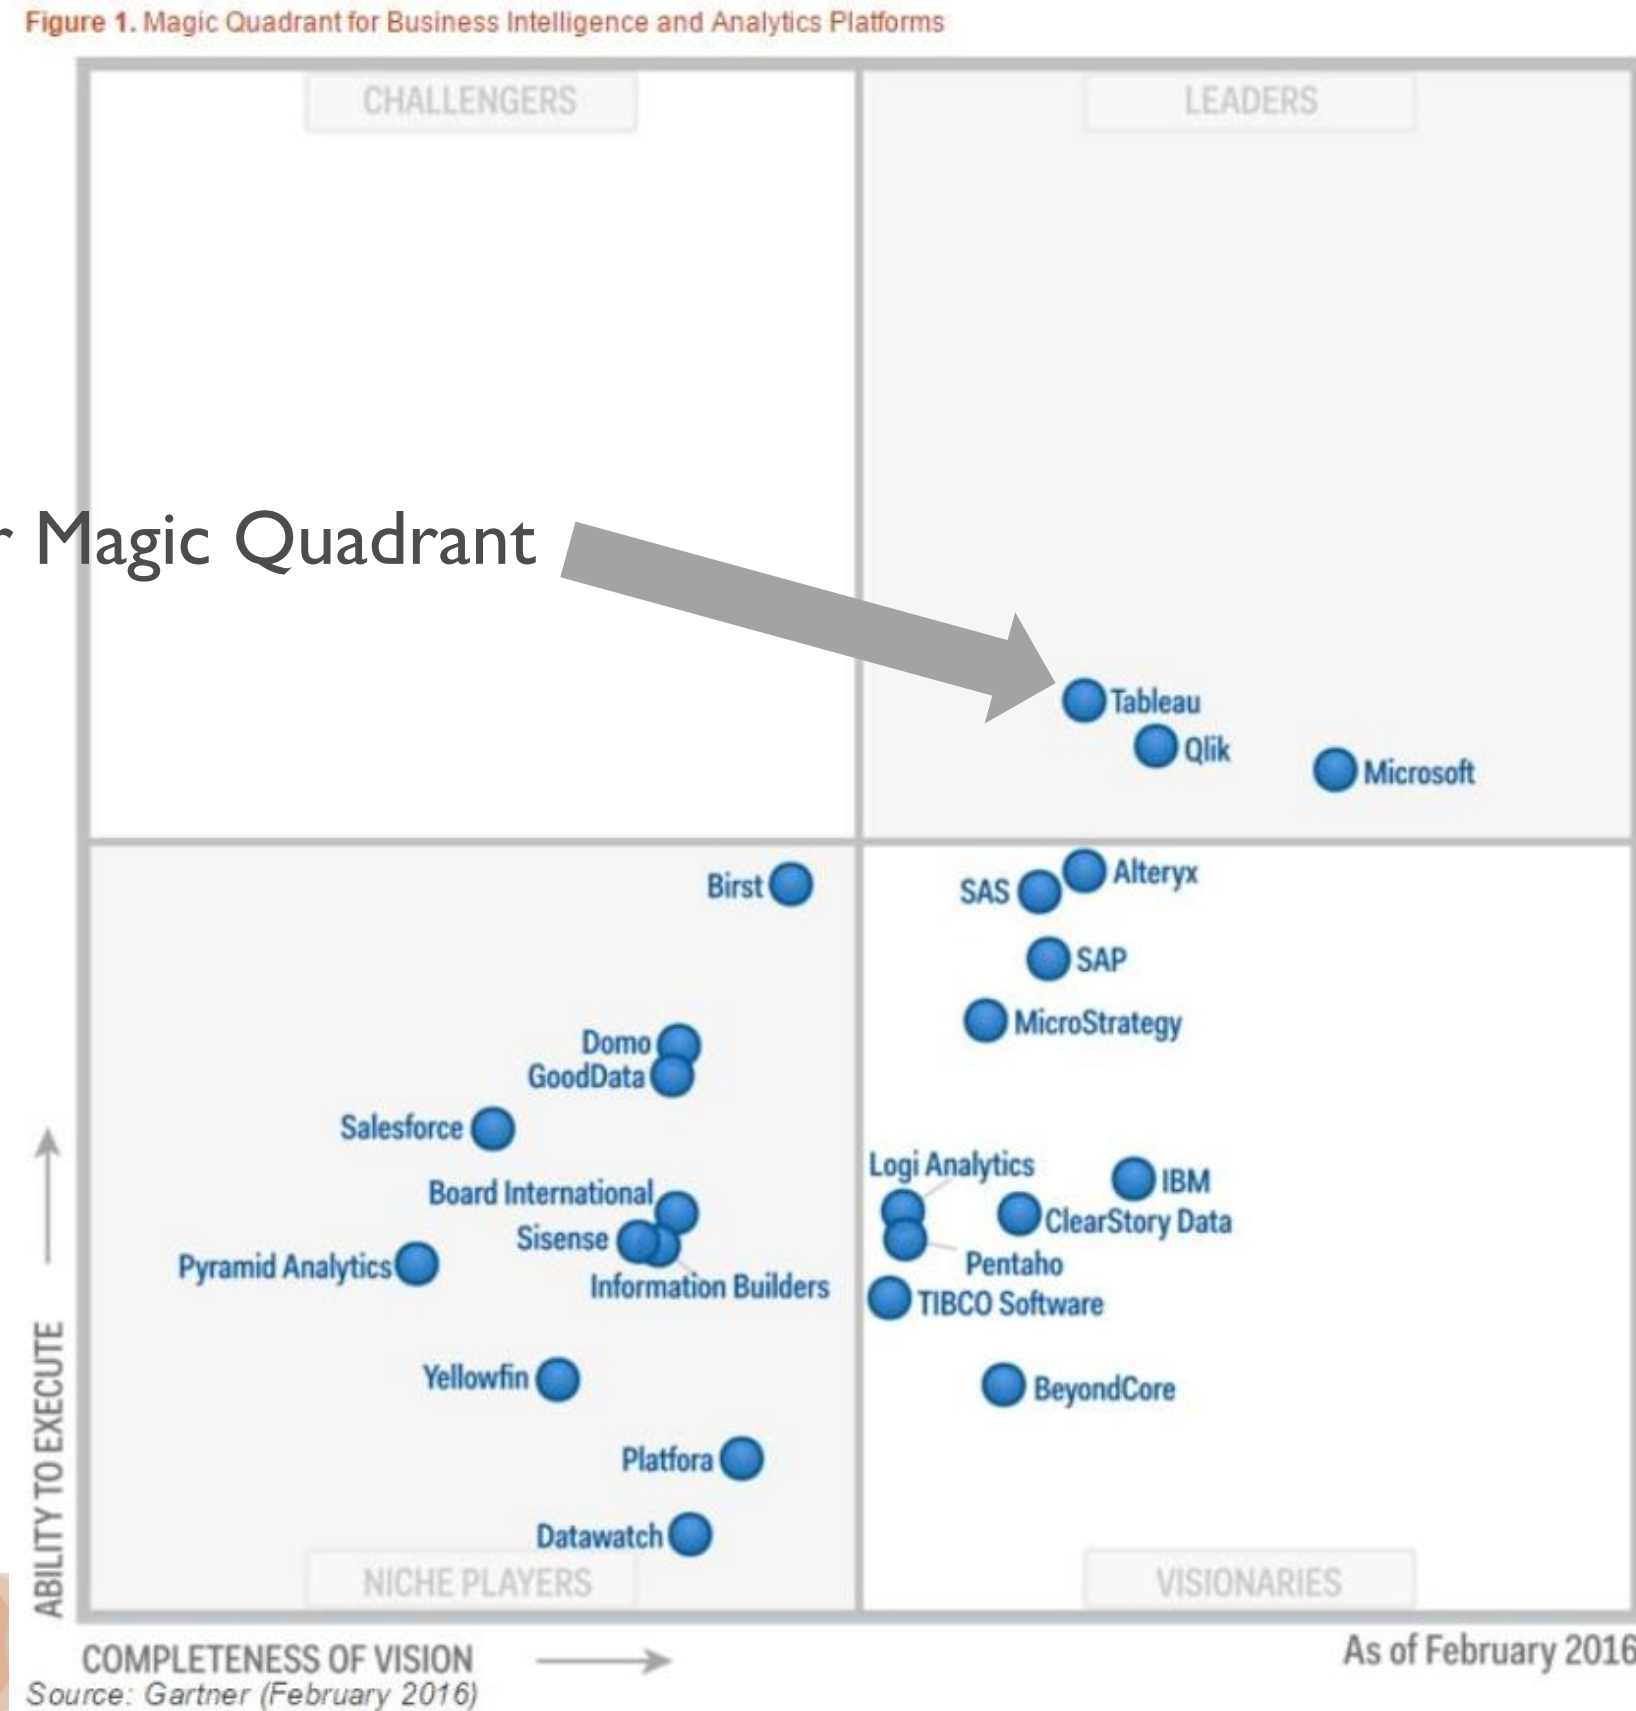 Figure 1. Magic Quadrant for Business Intelligence and Analytics Platforms
CHALLENGERS
LEADERS
r Magic Quadrant
Tableau
Qlik
Microsoft
Birst
Alteryx
SAS
SAP
MicroStrategy
Domo
GoodData
Salesforce
Logi Analytics
IBM
Board International
ClearStory Data
Sisense
Pyramid Analytics
Pentaho
Information Builders
TIBCO Software
Yellowfin
BeyondCore
Platfora
Datawatch
NICHE PLAYERS
VISIONARIES
ABILITY TO EXECUTE
COMPLETENESS OF VISION
As of February 2016
Source: Gartner (February 2016)